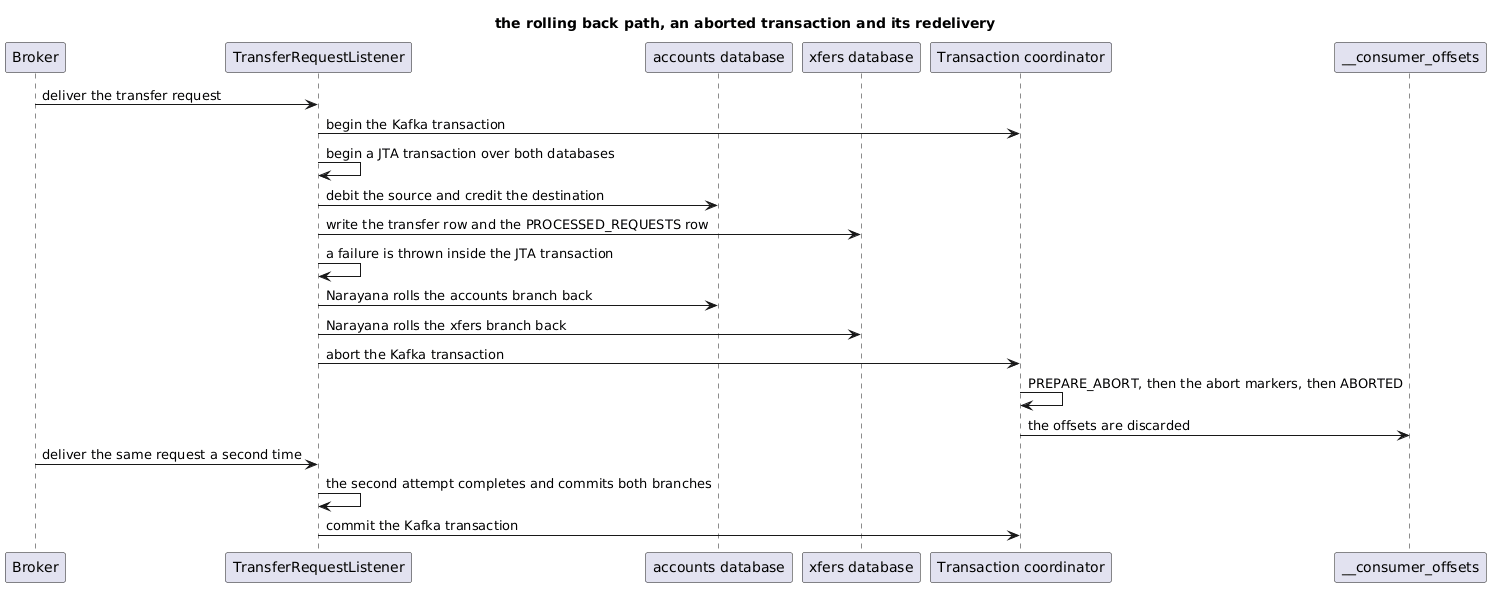 the rolling back path, an aborted transaction and its redelivery
Broker
TransferRequestListener
accounts database
xfers database
Transaction coordinator
__consumer_offsets
deliver the transfer request
begin the Kafka transaction
begin a JTA transaction over both databases
debit the source and credit the destination
write the transfer row and the PROCESSED_REQUESTS row
a failure is thrown inside the JTA transaction
Narayana rolls the accounts branch back
Narayana rolls the xfers branch back
abort the Kafka transaction
PREPARE_ABORT, then the abort markers, then ABORTED
the offsets are discarded
deliver the same request a second time
the second attempt completes and commits both branches
commit the Kafka transaction
Broker
TransferRequestListener
accounts database
xfers database
Transaction coordinator
__consumer_offsets